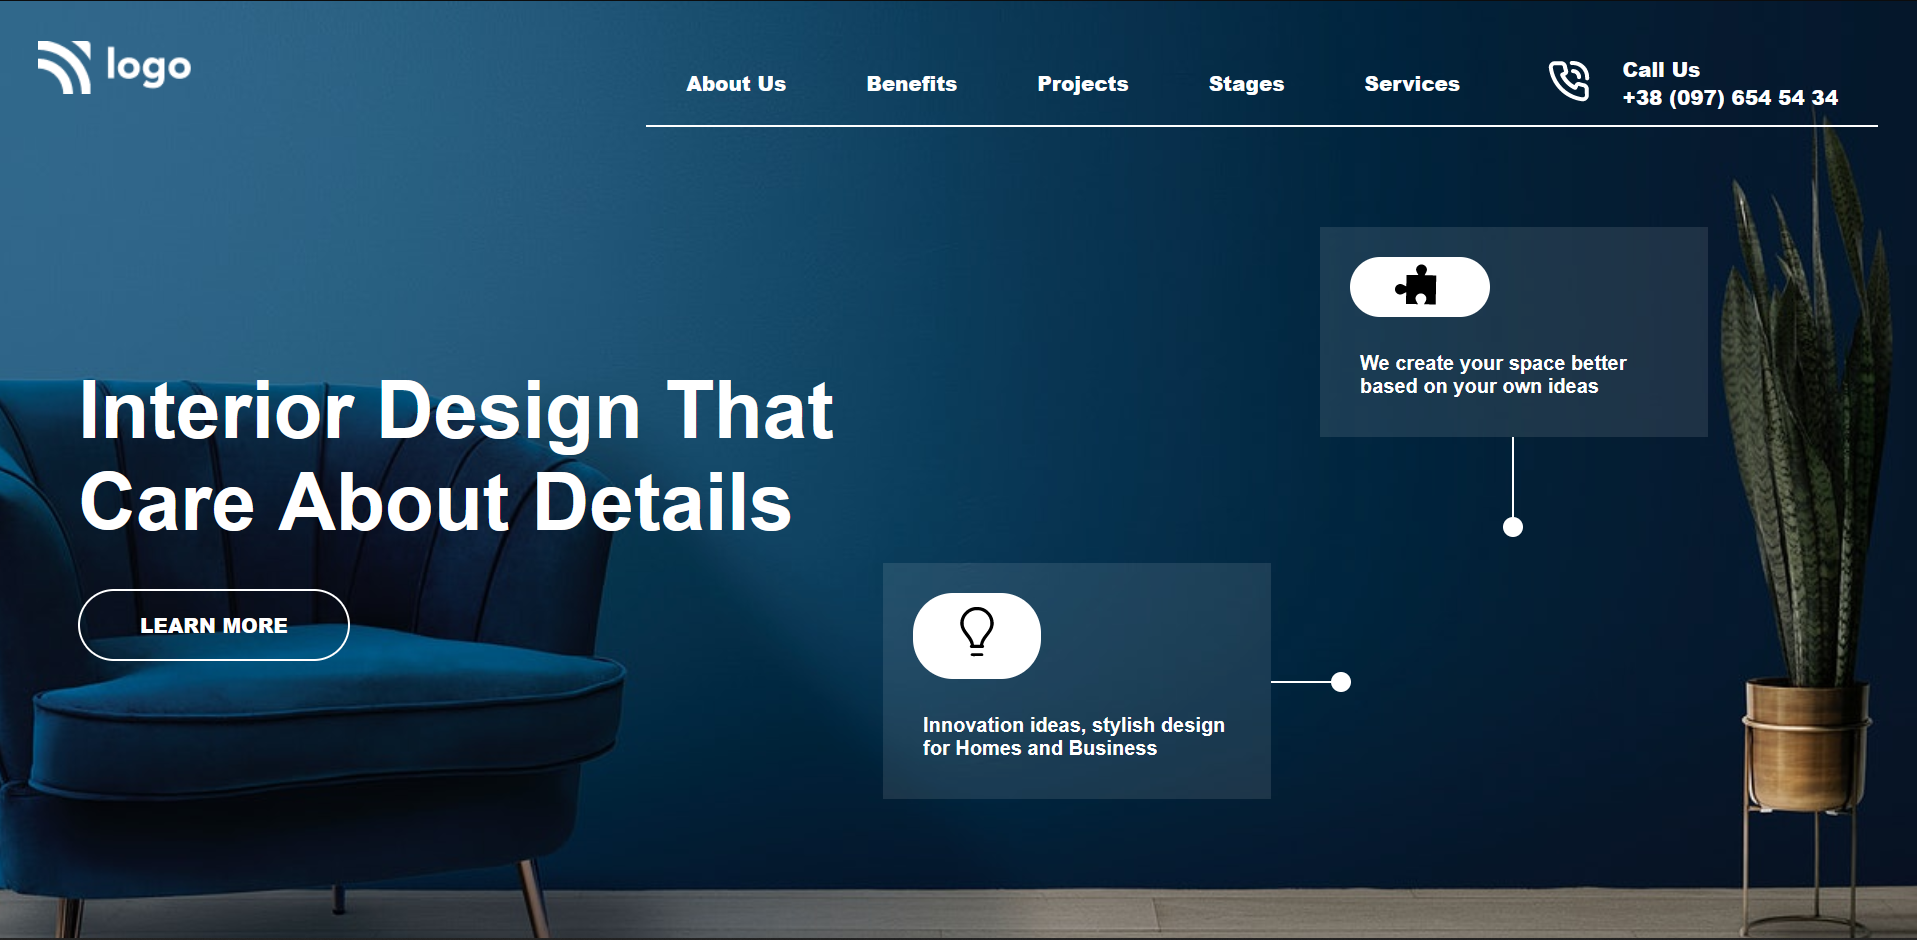 logo
About Us
Benefits
Projects
Stages
Services
Call Us
+38 (097) 654 54 34
We create your space better
based on your own ideas
Interior Design That
Care About Details
LEARN MORE
Innovation ideas, stylish design
for Homes and Business